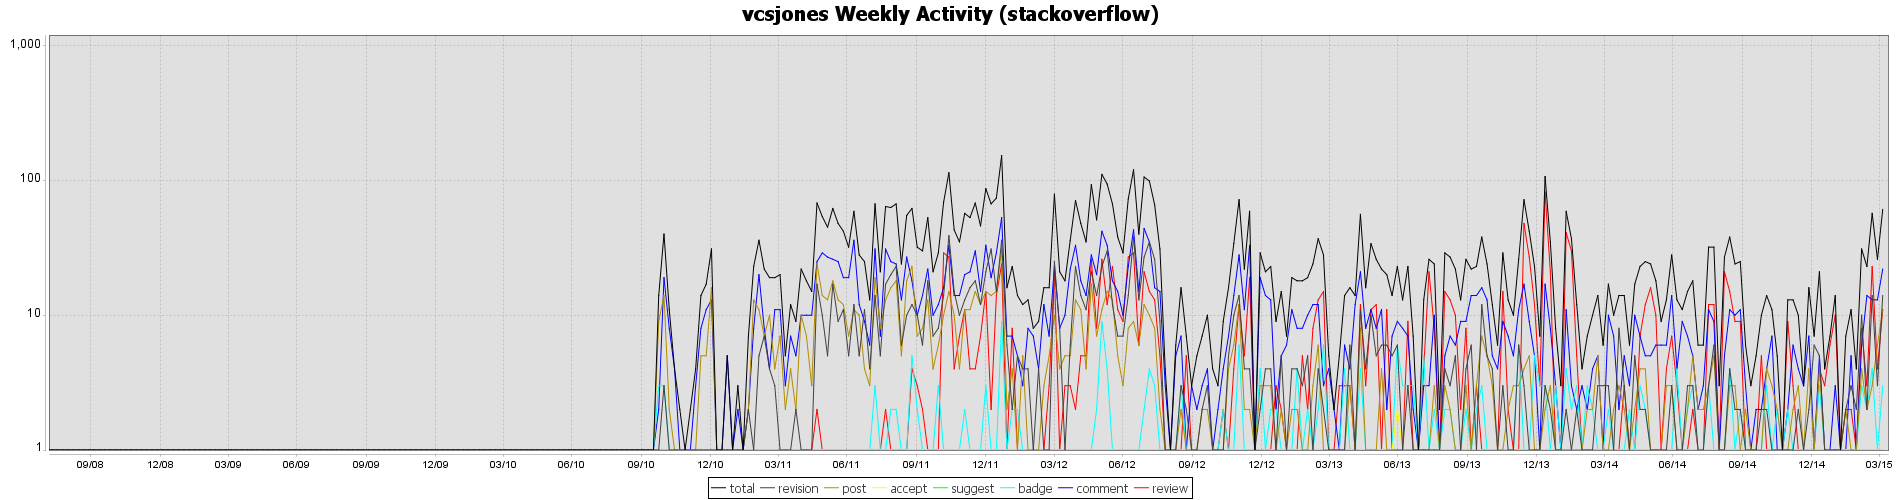 vcsjones Weekly Activity (stackoverflow)
1,000
100
10
1
09/08 12/08 03/09 06/09 09/09 12/09 03/10 06/10 09/10 12/10 03/11 06/11 09/11 12/11 03/12 06/12 09/12 12/12 03/13 06/13 09/13 12/13 03/14 06/14 09/14 12/14 03/15
total revision post accept suggest badge comment review